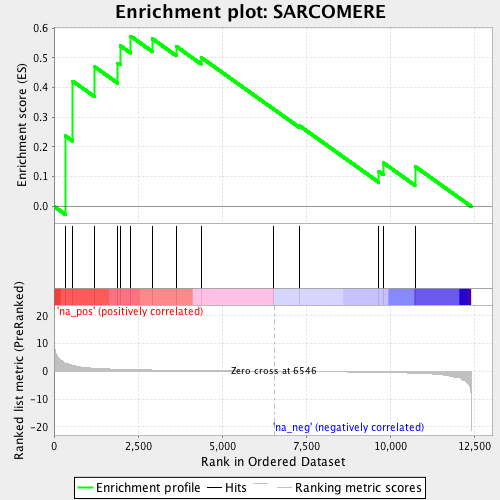 Enrichment plot: SARCOMERE
Enrichment score (ES)
0.6
0.5
0.4
0.3
0.2
0.1
0.0
'na_pos' (positively correlated)
Ranked list metric (PreRanked)
20
10
0
-10
-20
Zero cross at 6546
'na_neg' (negatively correlated)
0 2,500 5,000 7,500 10,000 12,500
Rank in Ordered Dataset
Enrichment profile Hits Ranking metric scores